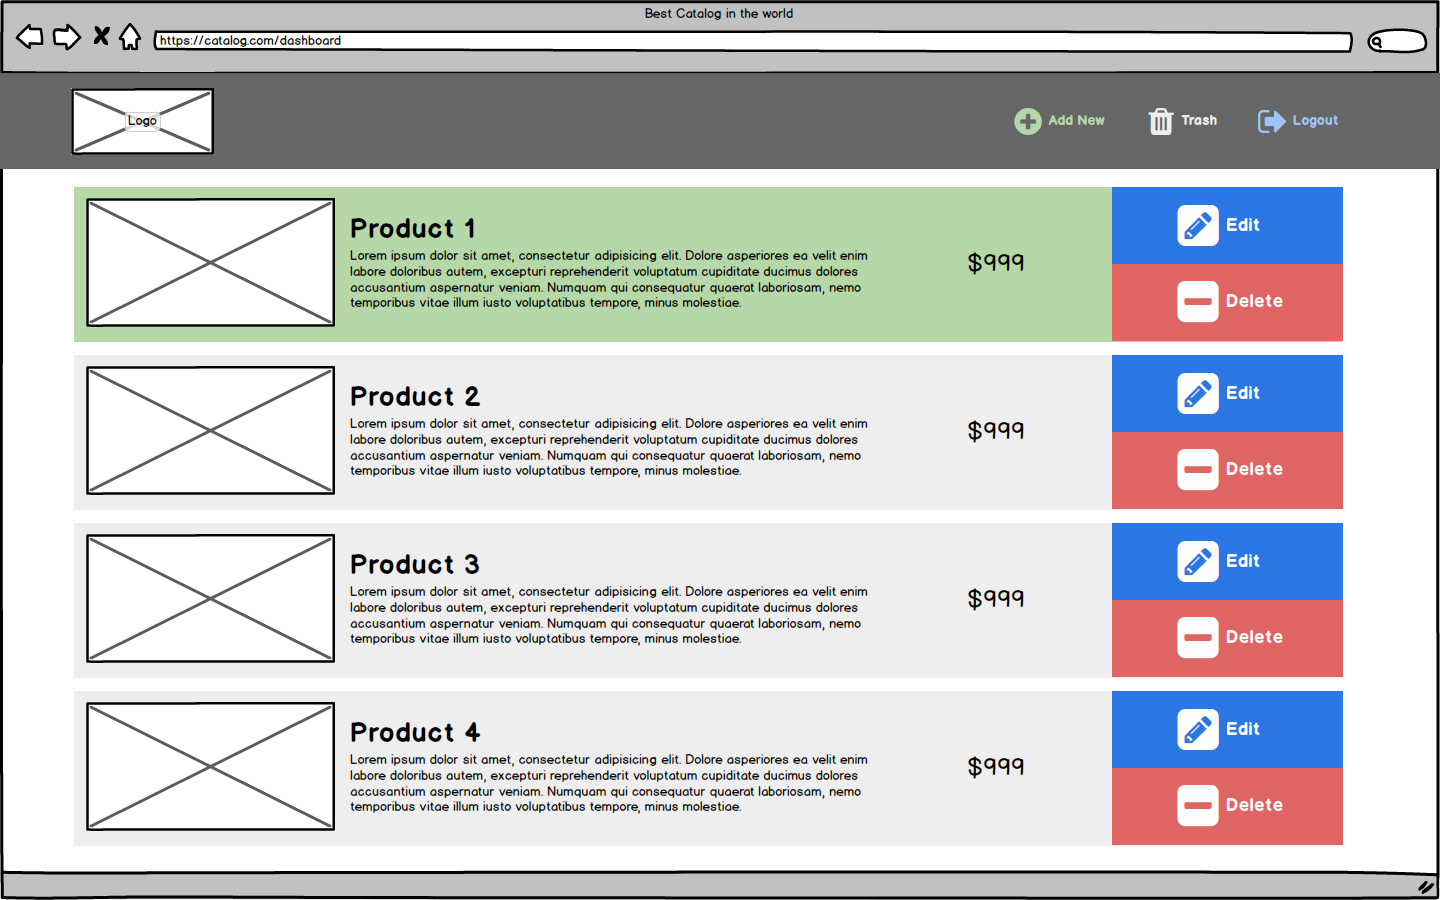 Best Catalog in the world
https://catalog.com/dashboard
Logo
Add New
Trash
Logout
Product 1
Lorem ipsum dolor sit amet, consectetur adipisicing elit. Dolore asperiores ea velit enim
labore doloribus autem, excepturi reprehenderit voluptatum cupiditate ducimus dolores
accusantium aspernatur veniam. Numquam qui consequatur quaerat laboriosam, nemo
temporibus vitae illum iusto voluptatibus tempore, minus molestiae.
$999
Edit
Delete
Product 2
Lorem ipsum dolor sit amet, consectetur adipisicing elit. Dolore asperiores ea velit enim
labore doloribus autem, excepturi reprehenderit voluptatum cupiditate ducimus dolores
accusantium aspernatur veniam. Numquam qui consequatur quaerat laboriosam, nemo
temporibus vitae illum iusto voluptatibus tempore, minus molestiae.
$999
Edit
Delete
Product 3
Lorem ipsum dolor sit amet, consectetur adipisicing elit. Dolore asperiores ea velit enim
labore doloribus autem, excepturi reprehenderit voluptatum cupiditate ducimus dolores
accusantium aspernatur veniam. Numquam qui consequatur quaerat laboriosam, nemo
temporibus vitae illum iusto voluptatibus tempore, minus molestiae.
$999
Edit
Delete
Product 4
Lorem ipsum dolor sit amet, consectetur adipisicing elit. Dolore asperiores ea velit enim
labore doloribus autem, excepturi reprehenderit voluptatum cupiditate ducimus dolores
accusantium aspernatur veniam. Numquam qui consequatur quaerat laboriosam, nemo
temporibus vitae illum iusto voluptatibus tempore, minus molestiae.
$999
Edit
Delete